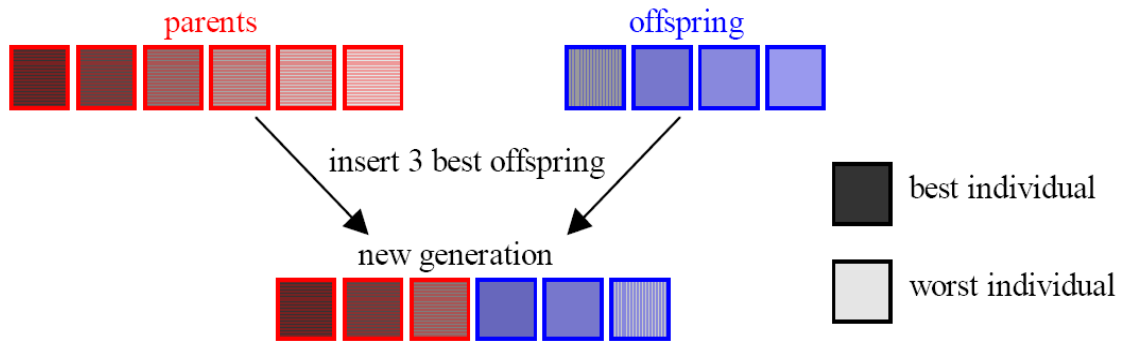 parents
offspring
insert 3 best offspring
best individual
new generation
worst individual